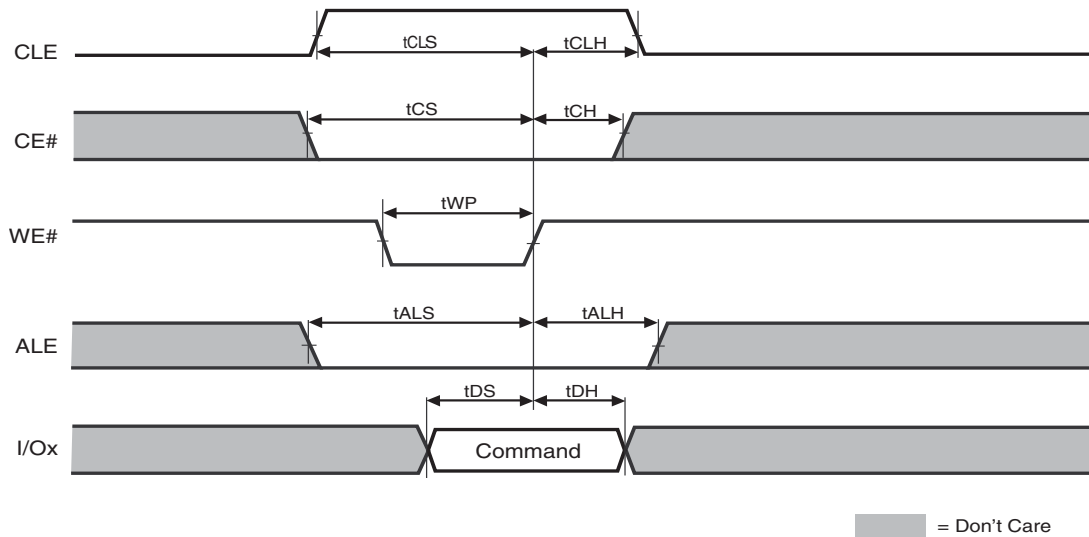 CLE
tCLS
tCLH
CE#
tCS
tCH
WE#
tWP
ALE
tALS
tALH
I/Ox
tDS
tDH
Command
= Don't Care